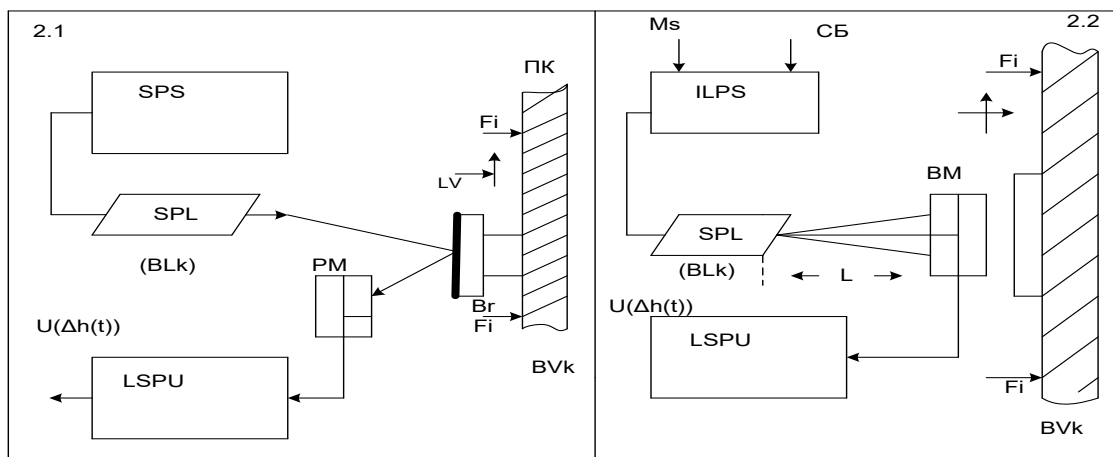 2.1
SPS
ПК
Fi
LV
SPL
(BLk)
PM
Br
Fi
U(Δh(t))
LSPU
BVk
2.2
Ms
СБ
ILPS
Fi
BM
SPL
(BLk)
L
U(Δh(t))
LSPU
Fi
BVk